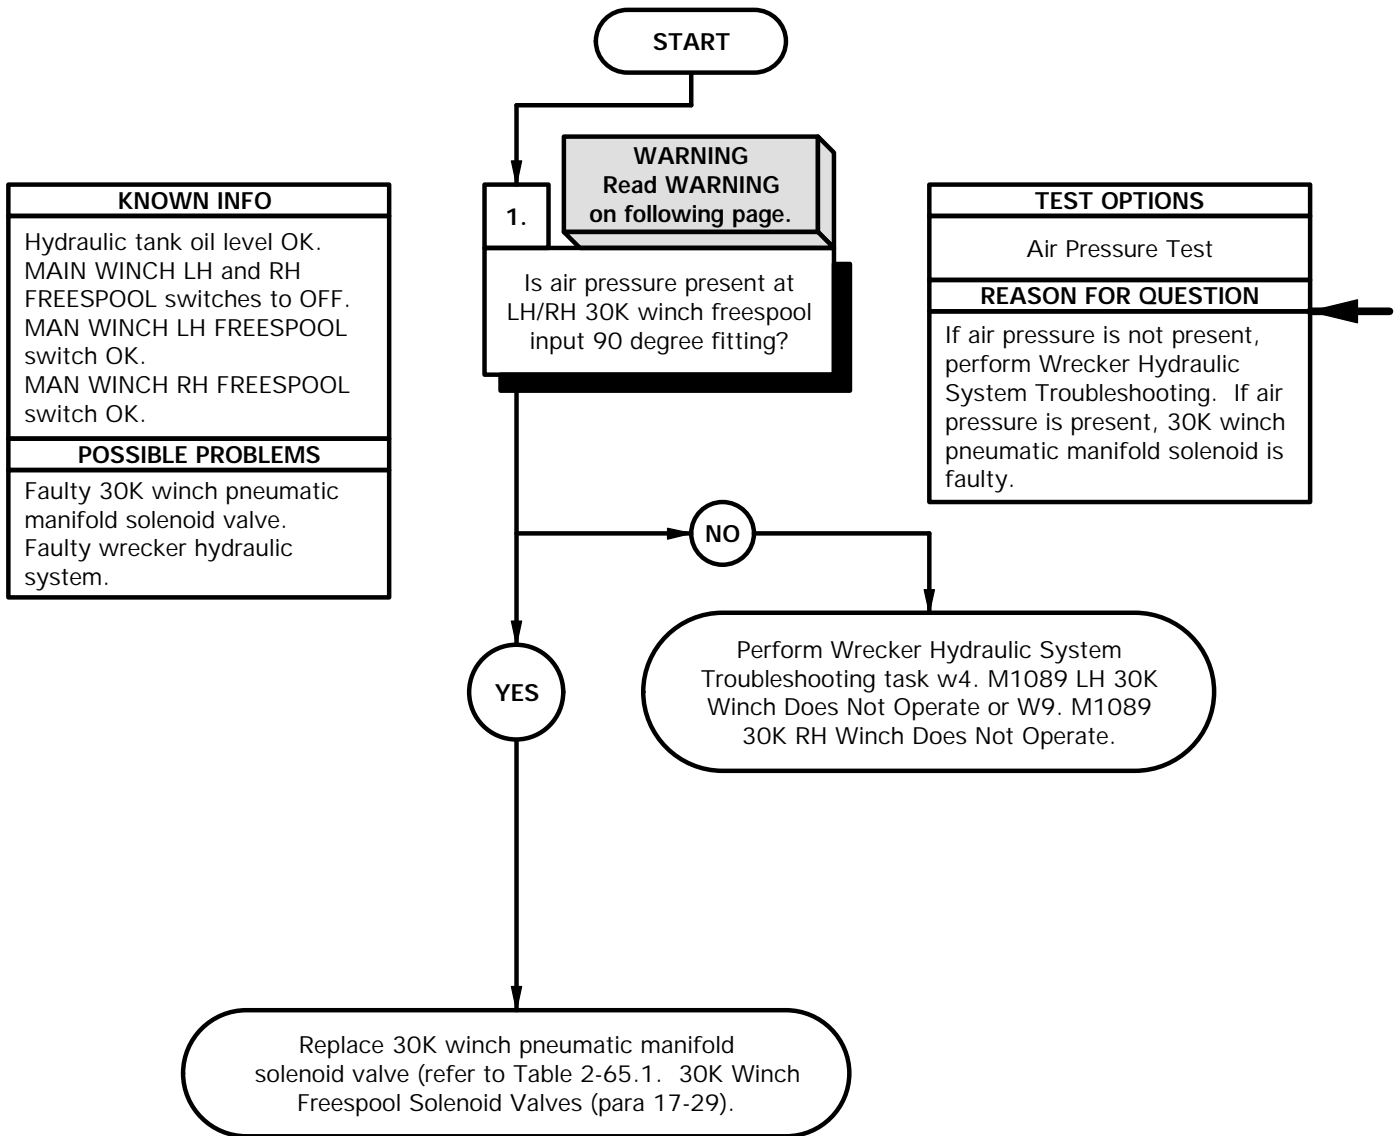 START
KNOWN INFO
Hydraulic tank oil level OK.
MAIN WINCH LH and RH
FREESPOOL switches to OFF.
MAN WINCH LH FREESPOOL
switch OK.
MAN WINCH RH FREESPOOL
switch OK.
POSSIBLE PROBLEMS
Faulty 30K winch pneumatic
manifold solenoid valve.
Faulty wrecker hydraulic
system.
WARNING
Read WARNING
on following page.
1.
Is air pressure present at
LH/RH 30K winch freespool
input 90 degree fitting?
TEST OPTIONS
Air Pressure Test
REASON FOR QUESTION
If air pressure is not present,
perform Wrecker Hydraulic
System Troubleshooting.  If air
pressure is present, 30K winch
pneumatic manifold solenoid is
faulty.
NO
Perform Wrecker Hydraulic System
Troubleshooting task w4. M1089 LH 30K
Winch Does Not Operate or W9. M1089
30K RH Winch Does Not Operate.
YES
Replace 30K winch pneumatic manifold
solenoid valve (refer to Table 2-65.1.  30K Winch
Freespool Solenoid Valves (para 17-29).